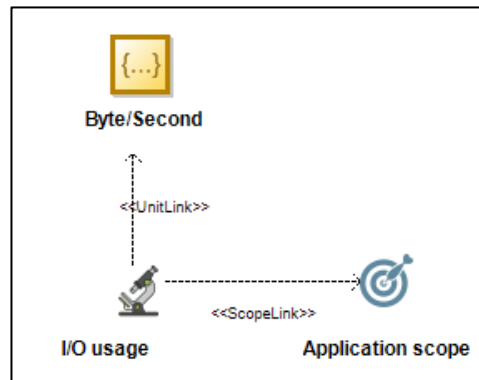 {...}
Byte/Second
<<UnitLink>>
<<ScopeLink>>
I/O usage
Application scope